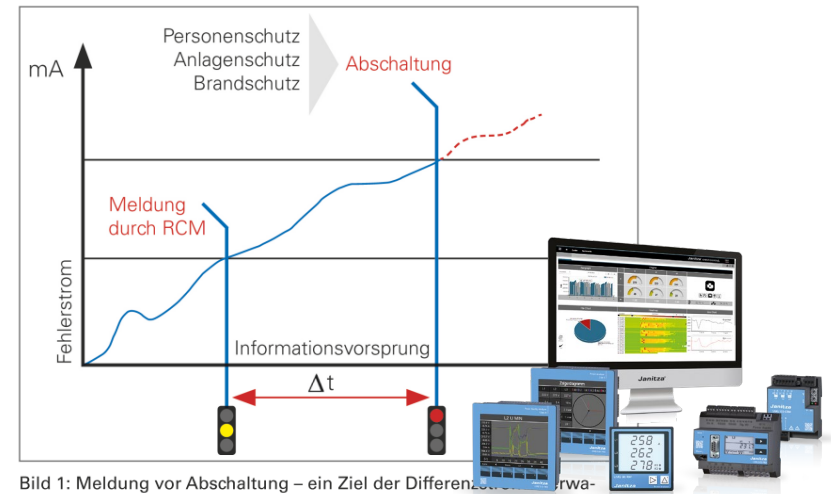 Personenschutz
Anlagenschutz
Brandschutz
Abschaltung
mA
Meldung
durch RCM
Fehlerstrom
Informationsvorsprung
Δt
Janitza
258
262
278
Bild 1: Meldung vor Abschaltung – ein Ziel der